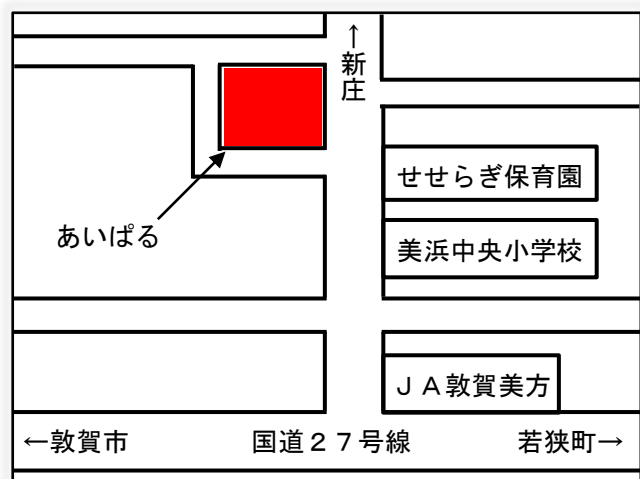 ↑新庄
せせらぎ保育園
あいぱる
美浜中央小学校
ＪＡ敦賀美方
←敦賀市　国道２７号線　若狭町→